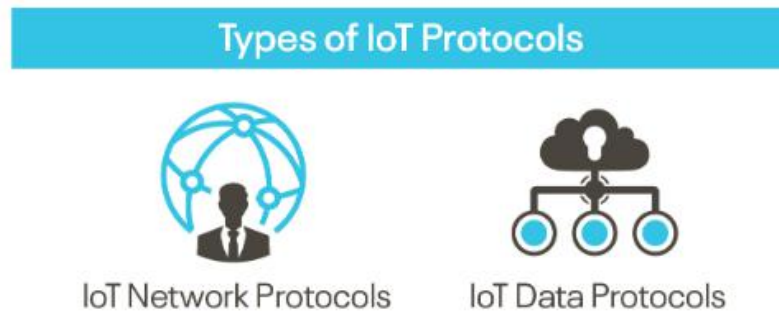 Types of IoT Protocols
IoT Network Protocols
IoT Data Protocols